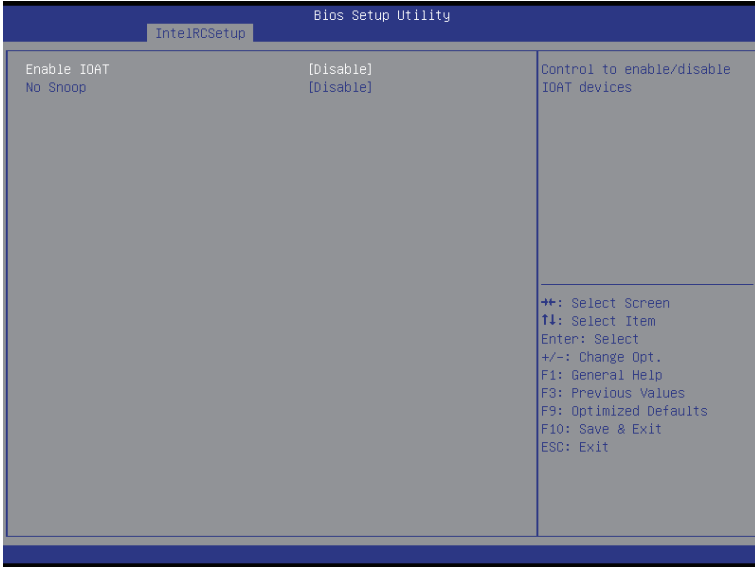 Bios Setup Utility
IntelRCSetup
Enable IOAT [Disable]
No Snoop [Disable]
Control to enable/disable
IOAT devices
→←: Select Screen
↑↓: Select Item
Enter: Select
+/-: Change Opt.
F1: General Help
F3: Previous Values
F9: Optimized Defaults
F10: Save & Exit
ESC: Exit